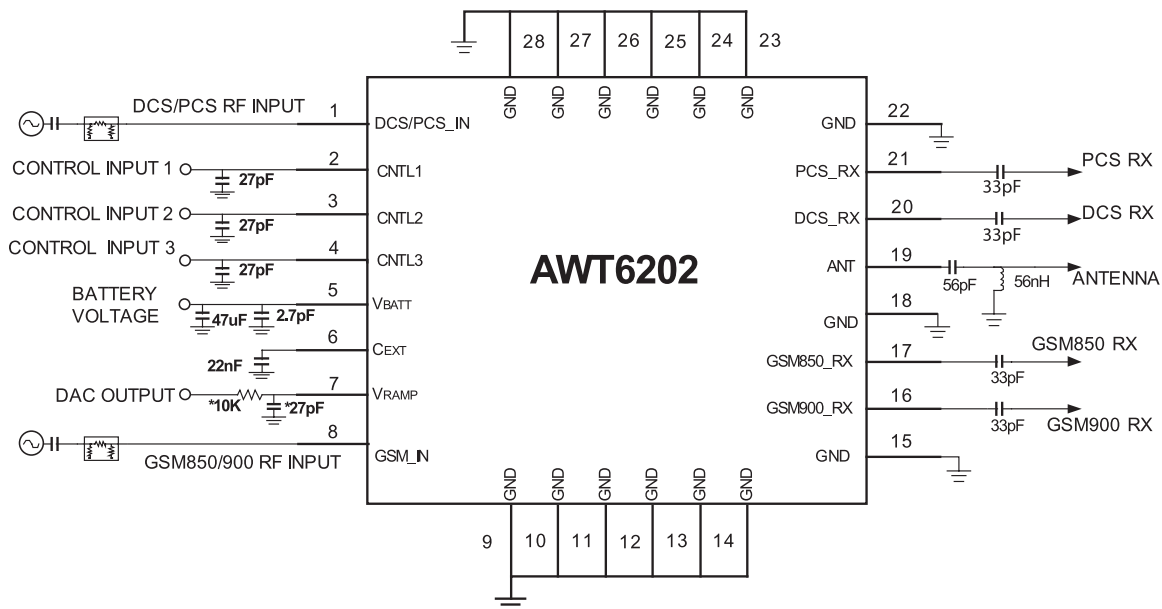 28 27 26 25 24 23
GND GND GND GND GND GND
DCS/PCS RF INPUT
1
DCS/PCS_IN
CONTROL INPUT 1
27pF
2
CNTL1
CONTROL INPUT 2
27pF
3
CNTL2
CONTROL INPUT 3
27pF
4
CNTL3
BATTERY
VOLTAGE
47uF
2.7pF
5
VBATT
22nF
6
CEXT
DAC OUTPUT
*10K
*27pF
7
VRAMP
GSM850/900 RF INPUT
8
GSM_IN
AWT6202
GND
22
PCS_RX
21
33pF
PCS RX
DCS_RX
20
33pF
DCS RX
ANT
19
56pF
56nH
ANTENNA
GND
18
GSM850_RX
17
33pF
GSM850 RX
GSM900_RX
16
33pF
GSM900 RX
GND
15
GND GND GND GND GND GND
9 10 11 12 13 14